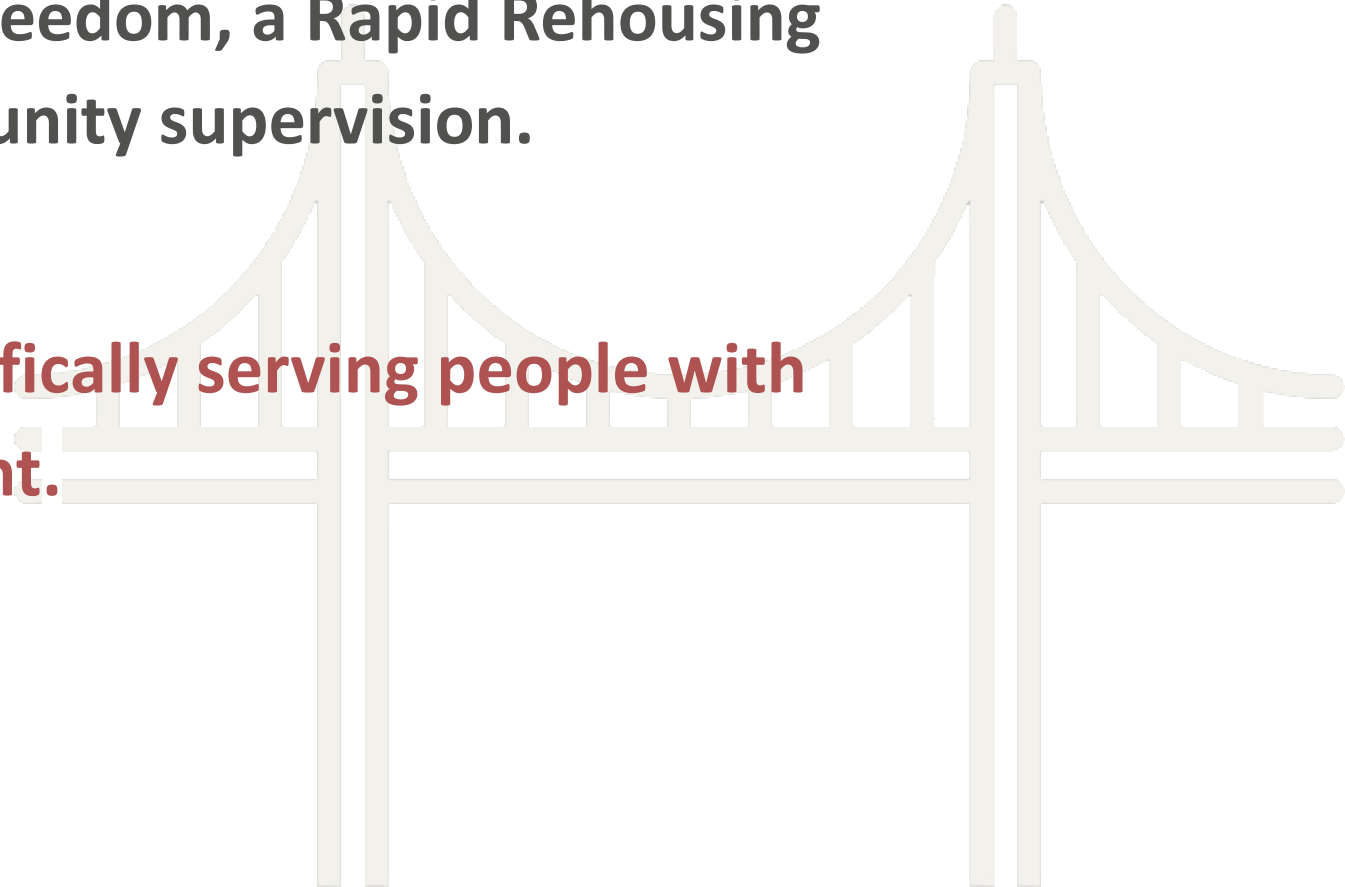 eedom, a Rapid Rehousing
unity supervision.
fically serving people with
nt.